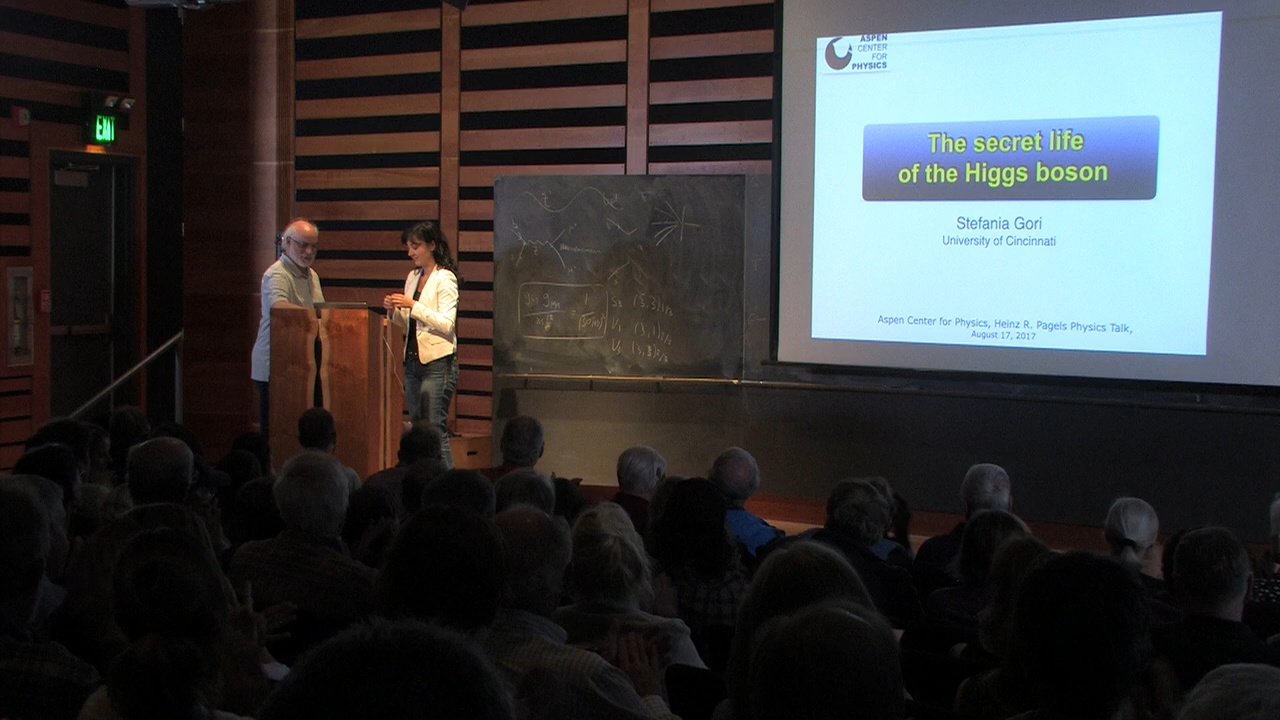 EXIT
ASPEN
CENTER
FOR
PHYSICS
The secret life
of the Higgs boson
Stefania Gori
University of Cincinnati
Aspen Center for Physics, Heinz R. Pagels Physics Talk,
August 17, 2017